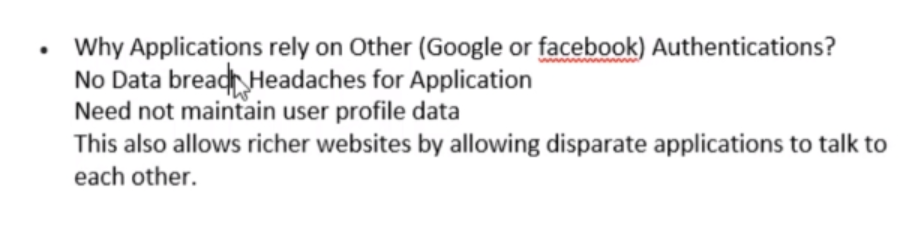 • Why Applications rely on Other (Google or facebook) Authentications?
No Data breach Headaches for Application
Need not maintain user profile data
This also allows richer websites by allowing disparate applications to talk to
each other.